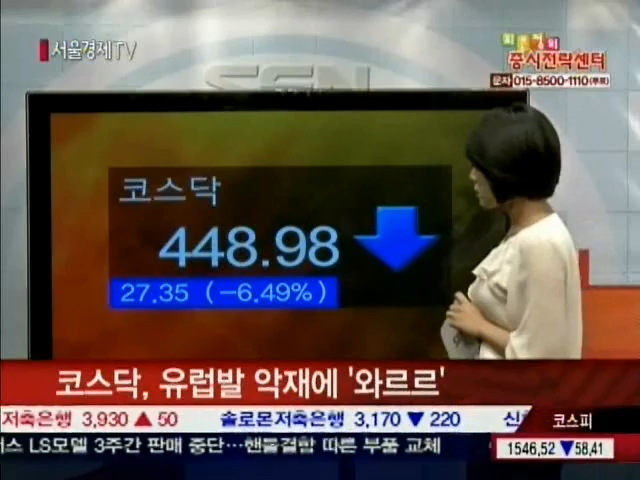 서울경제TV
증시전략센터
문자 015-8500-1110(무료)
SEN
코스닥
448.98
27.35 (-6.49%)
코스닥, 유럽발 악재에 '와르르'
저축은행 3,930 ▲ 50 솔로몬저축은행 3,170 ▼ 220
코스피
LS모델 3주간 판매 중단…핸들결함 따른 부품 교체
1546,52 ▼58,41